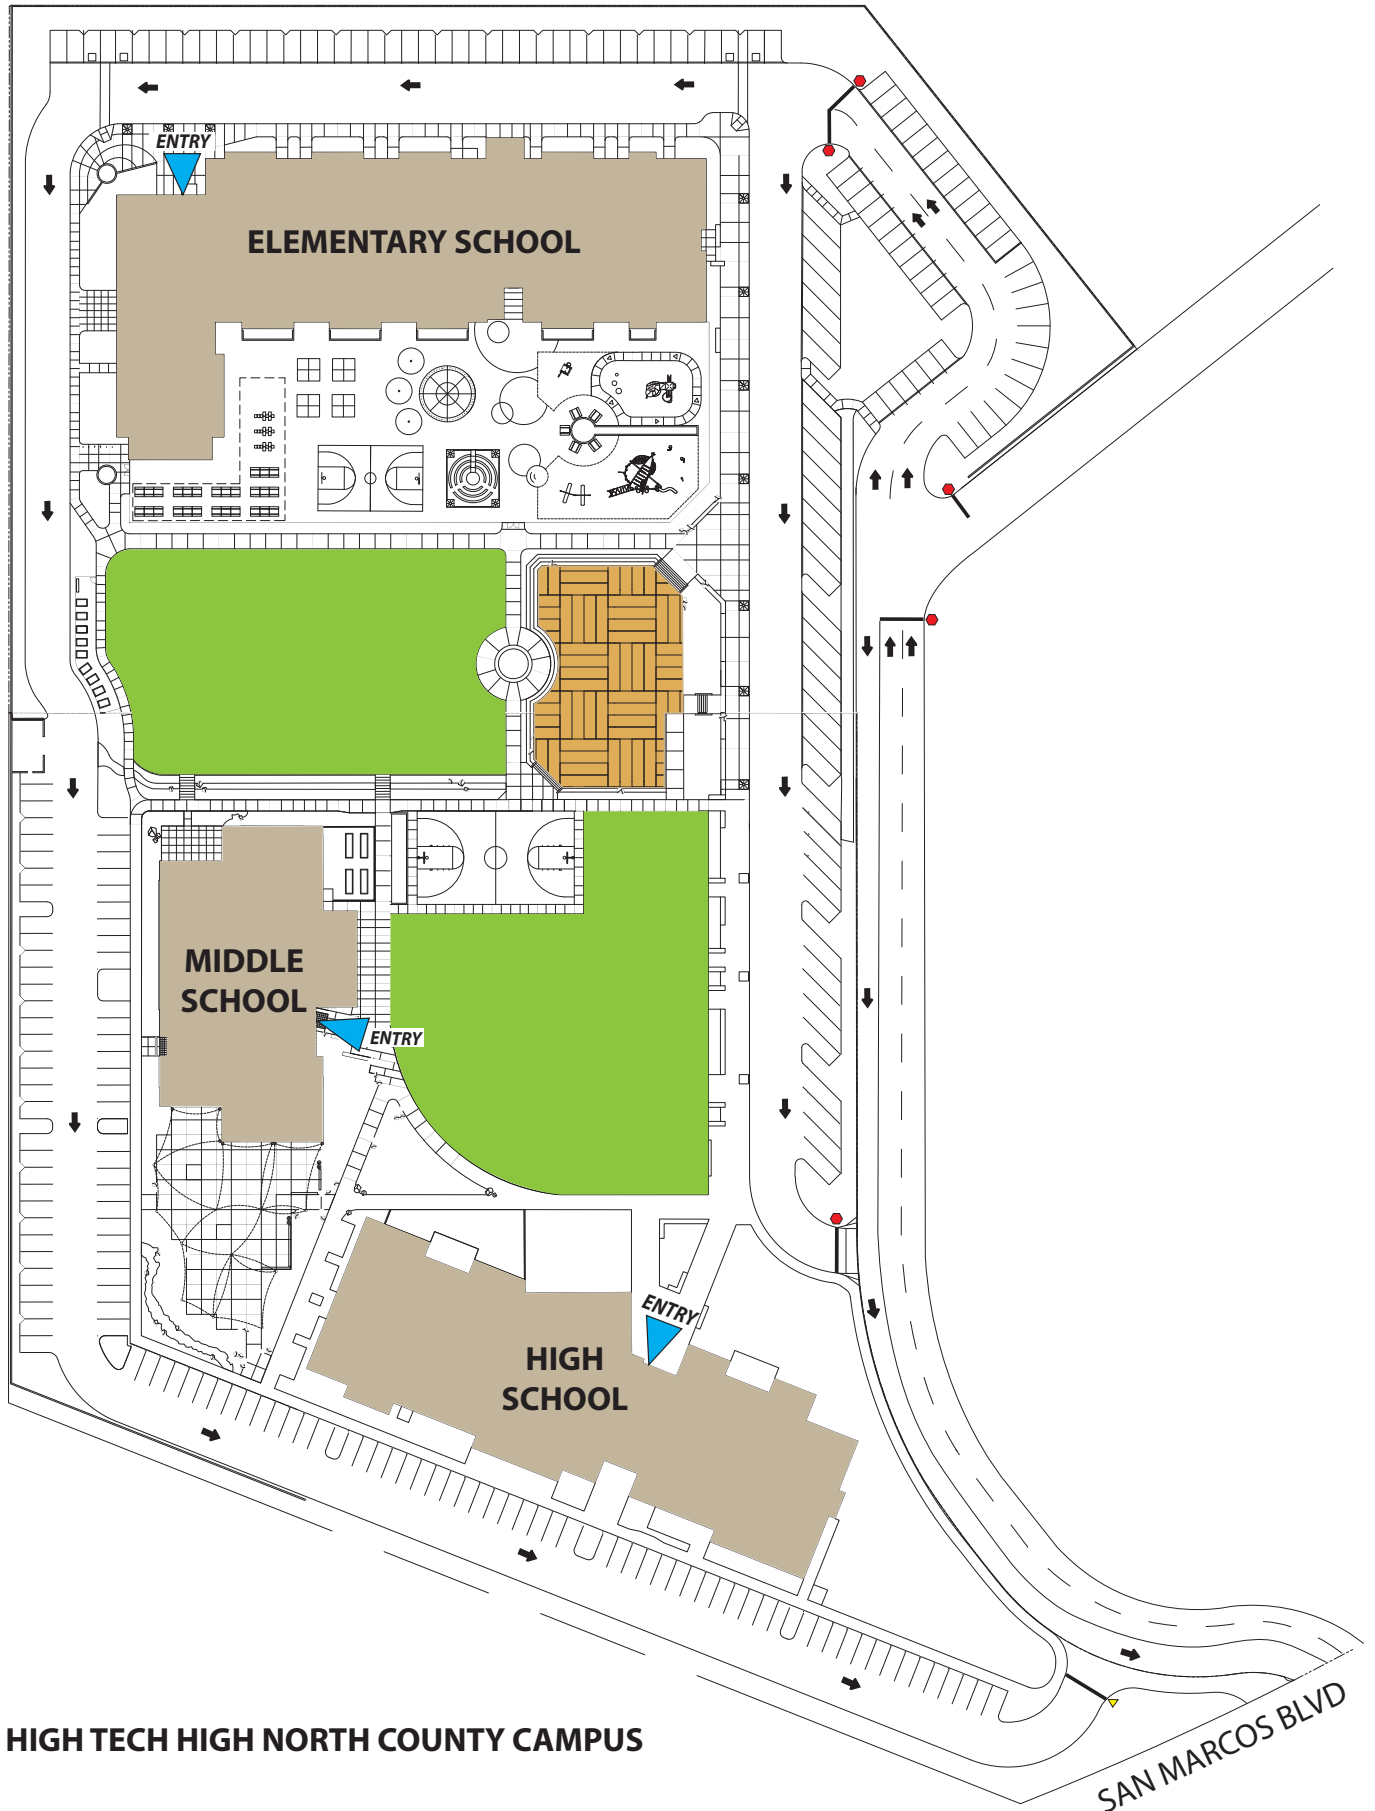 ENTRY
ELEMENTARY SCHOOL
MIDDLE
SCHOOL
ENTRY
ENTRY
HIGH
SCHOOL
HIGH TECH HIGH NORTH COUNTY CAMPUS
SAN MARCOS BLVD